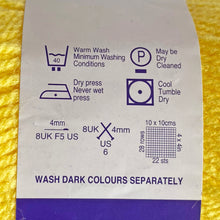 40
Warm Wash
Minimum Washing
Conditions
P
May be
Dry
Cleaned
Dry press
Never wet
press
Cool
Tumble
Dry
4mm
8UK F5 US
8UK 4mm
US
6
10 x 10cms
28 rows
22 sts
WASH DARK COLOURS SEPARATELY